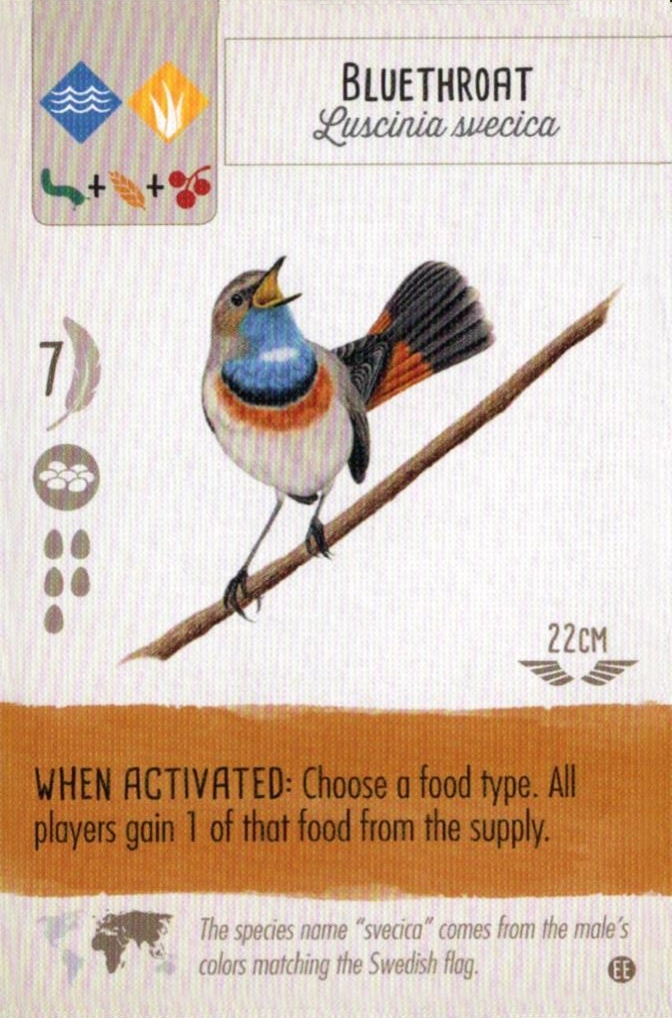 BLUETHROAT
Luscinia svecica
+ +
7
22CM
WHEN ACTIVATED: Choose a food type. All
players gain 1 of that food from the supply.
The species name "svecica" comes from the male's
colors matching the Swedish flag.
EE